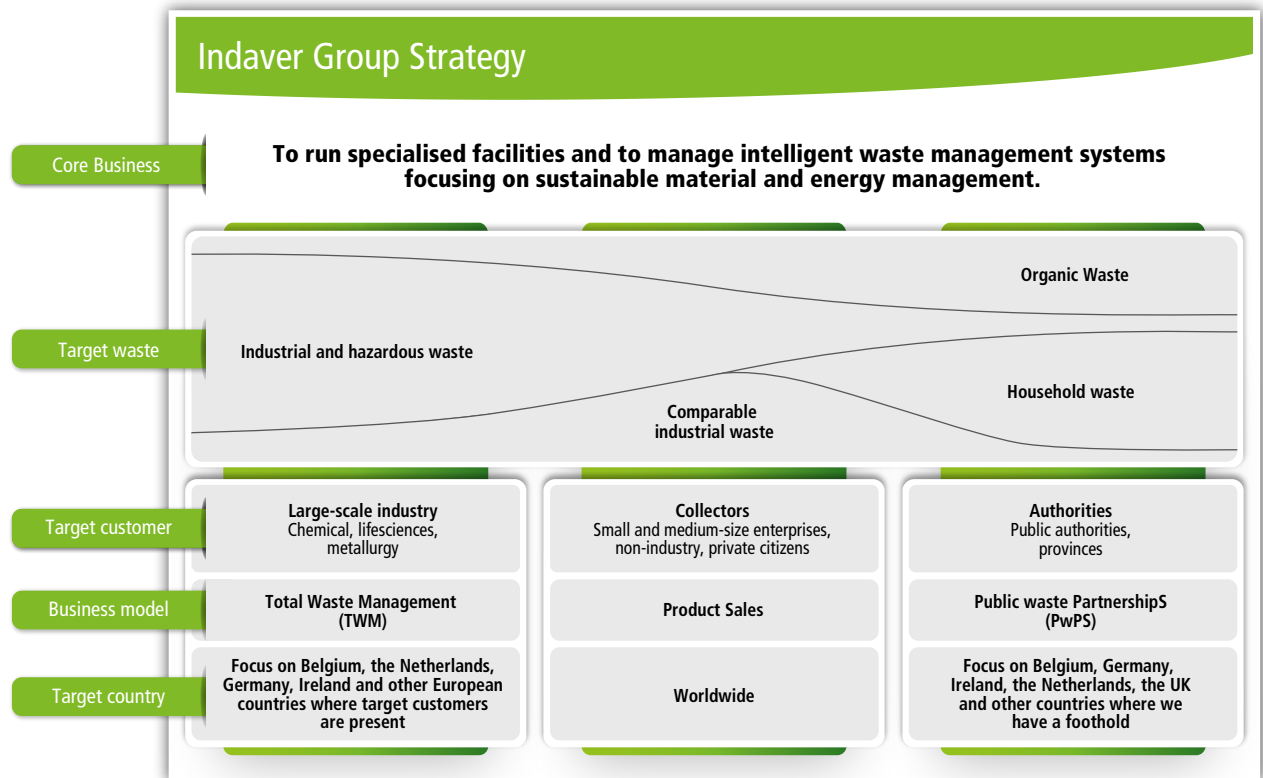 Indaver Group Strategy
Core Business
To run specialised facilities and to manage intelligent waste management systems
focusing on sustainable material and energy management.
Target waste
Industrial and hazardous waste
Organic Waste
Comparable
industrial waste
Household waste
Target customer
Large-scale industry
Chemical, lifesciences,
metallurgy
Collectors
Small and medium-size enterprises,
non-industry, private citizens
Authorities
Public authorities,
provinces
Business model
Total Waste Management
(TWM)
Product Sales
Public waste PartnershipS
(PwPS)
Target country
Focus on Belgium, the Netherlands,
Germany, Ireland and other European
countries where target customers
are present
Worldwide
Focus on Belgium, Germany,
Ireland, the Netherlands, the UK
and other countries where we
have a foothold